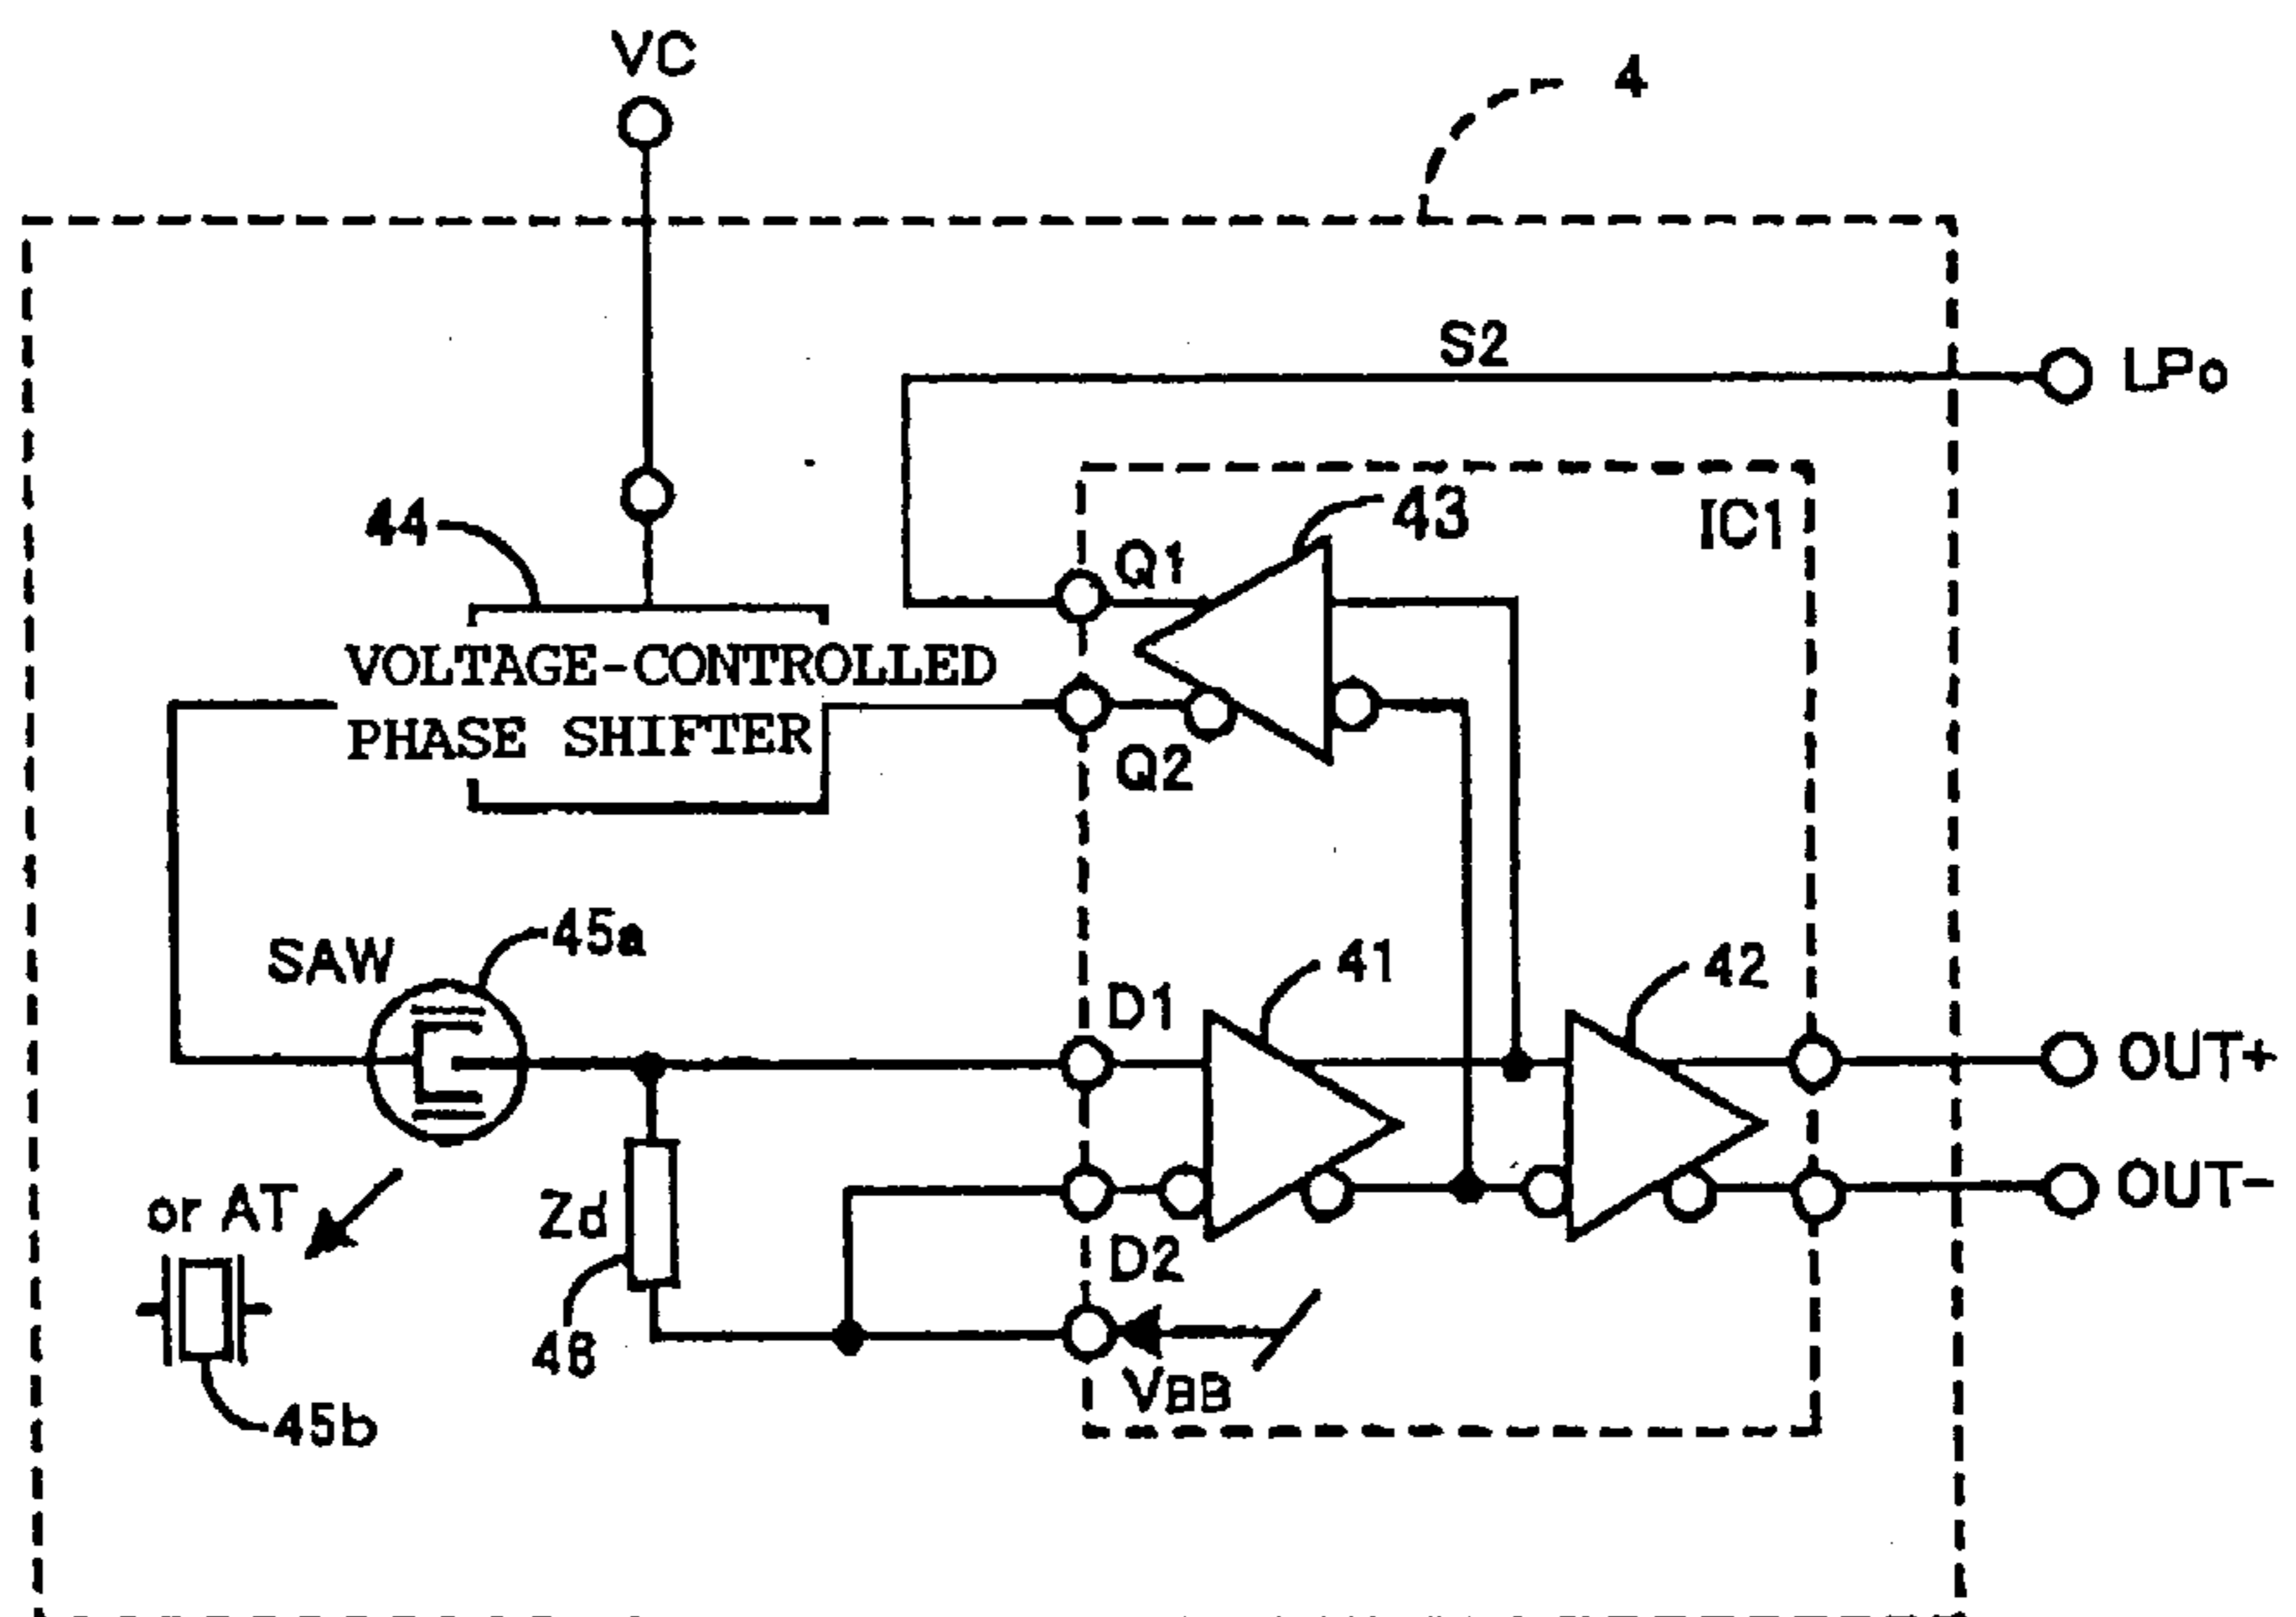 VC
4
S2
LPo
44
43
IC1
Q1
VOLTAGE-CONTROLLED
PHASE SHIFTER
Q2
SAW
45a
D1
41
42
OUT+
or AT
Zd
OUT-
D2
46
VBB
45b